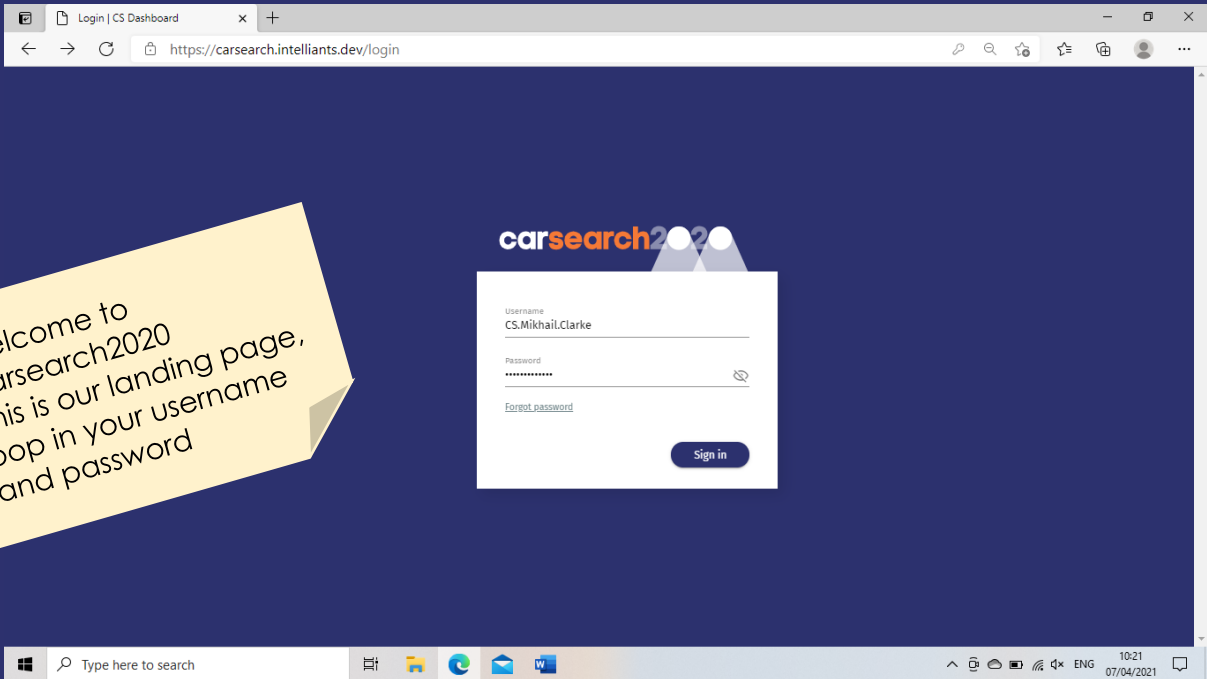 Login | CS Dashboard
https://carsearch.intelliants.dev/login
carsearch2020
Username
CS.Mikhail.Clarke
Password
•••••••••••••
Forgot password
Sign in
elcome to
arsearch2020
his is our landing page,
pop in your username
and password
Type here to search
ENG
10:21
07/04/2021